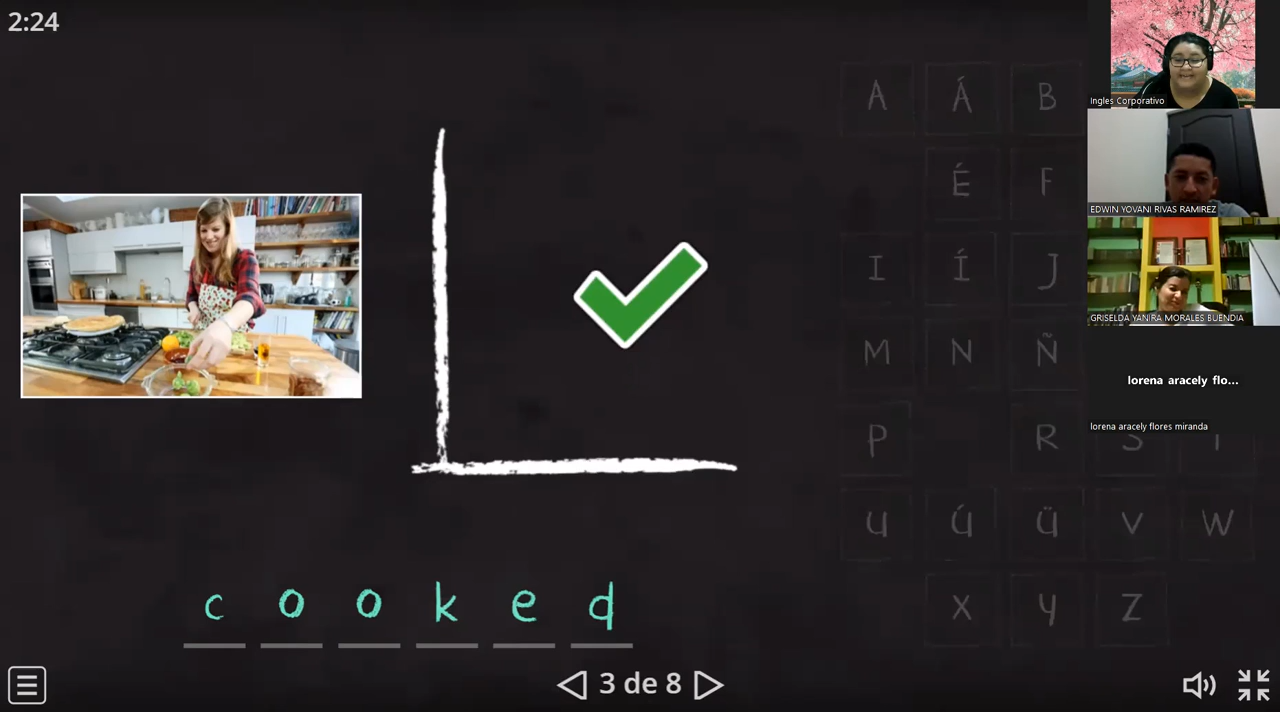 2:24
A Á B
É F
I Í J
M N Ñ
P R S T
U Ú Ü V W
X Y Z
cooked
3 de 8
Ingles Corporativo
EDWIN YOVANI RIVAS RAMIREZ
GRISELDA YANIRA MORALES BUENDIA
lorena aracely flo...
lorena aracely flores miranda